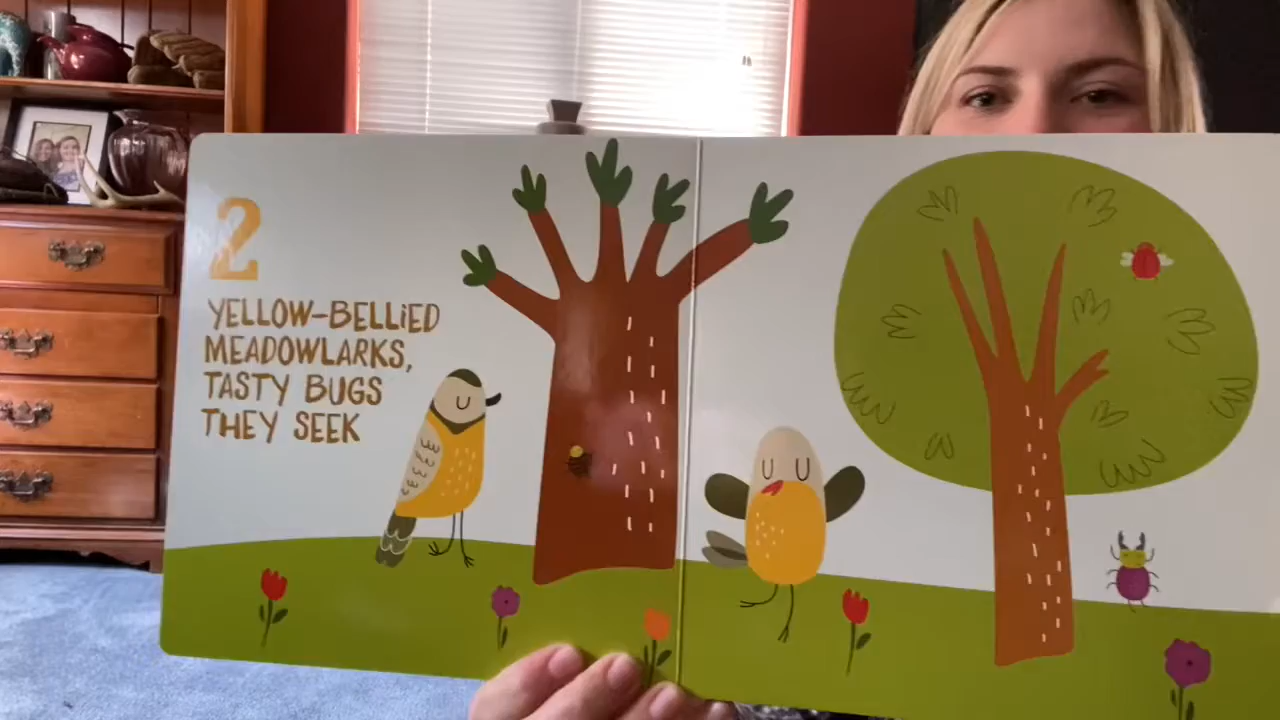 2
YELLOW-BELLIED
MEADOWLARKS,
TASTY BUGS
THEY SEEK